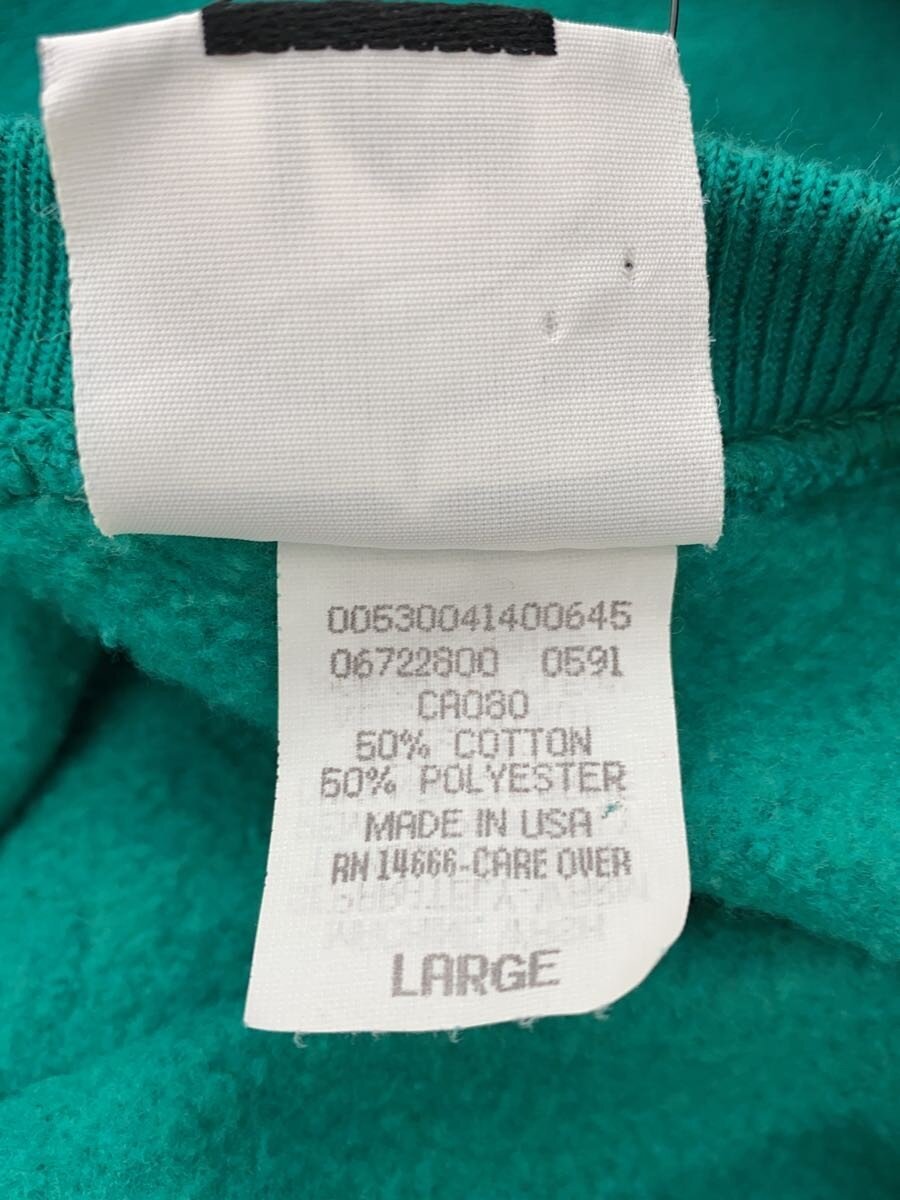 00530041400645
06722800 0591
CA080
50% COTTON
50% POLYESTER
MADE IN USA
RN 14666-CARE OVER
LARGE